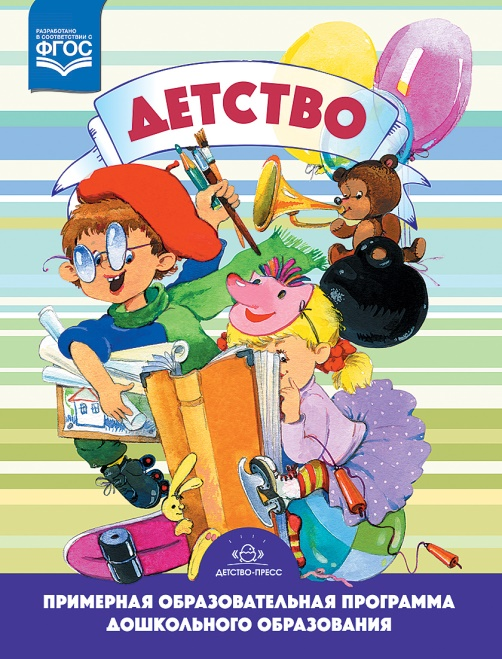 РАЗРАБОТАНО
В СООТВЕТСТВИИ С
ФГОС
ДЕТСТВО
ДЕТСТВО-ПРЕСС
ПРИМЕРНАЯ ОБРАЗОВАТЕЛЬНАЯ ПРОГРАММА
ДОШКОЛЬНОГО ОБРАЗОВАНИЯ